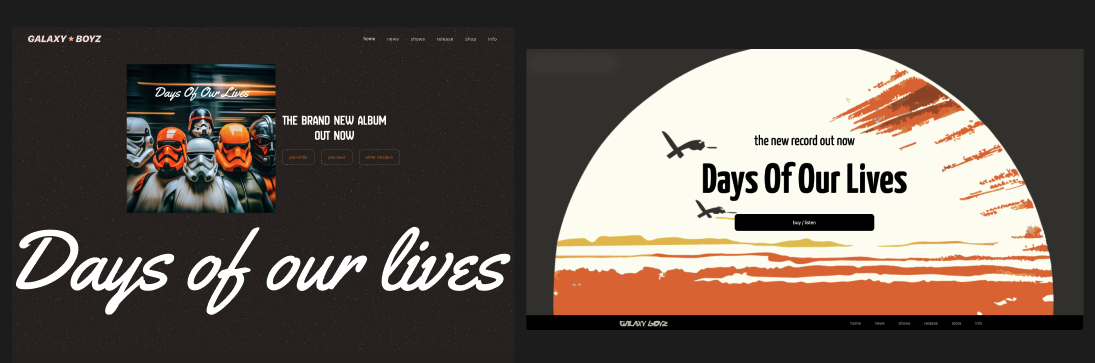 GALAXY ★ BOYZ
home news shows release shop info
Days Of Our Lives
THE BRAND NEW ALBUM
OUT NOW
pre-order pre-save other retailers
Days of our lives
the new record out now
Days Of Our Lives
buy / listen
GALAXY BOYZ
home news shows release store info